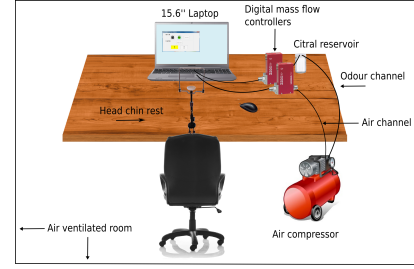 15.6'' Laptop
Digital mass flow
controllers
Citral reservoir
Odour channel
Head chin rest
Air channel
Air ventilated room
Air compressor